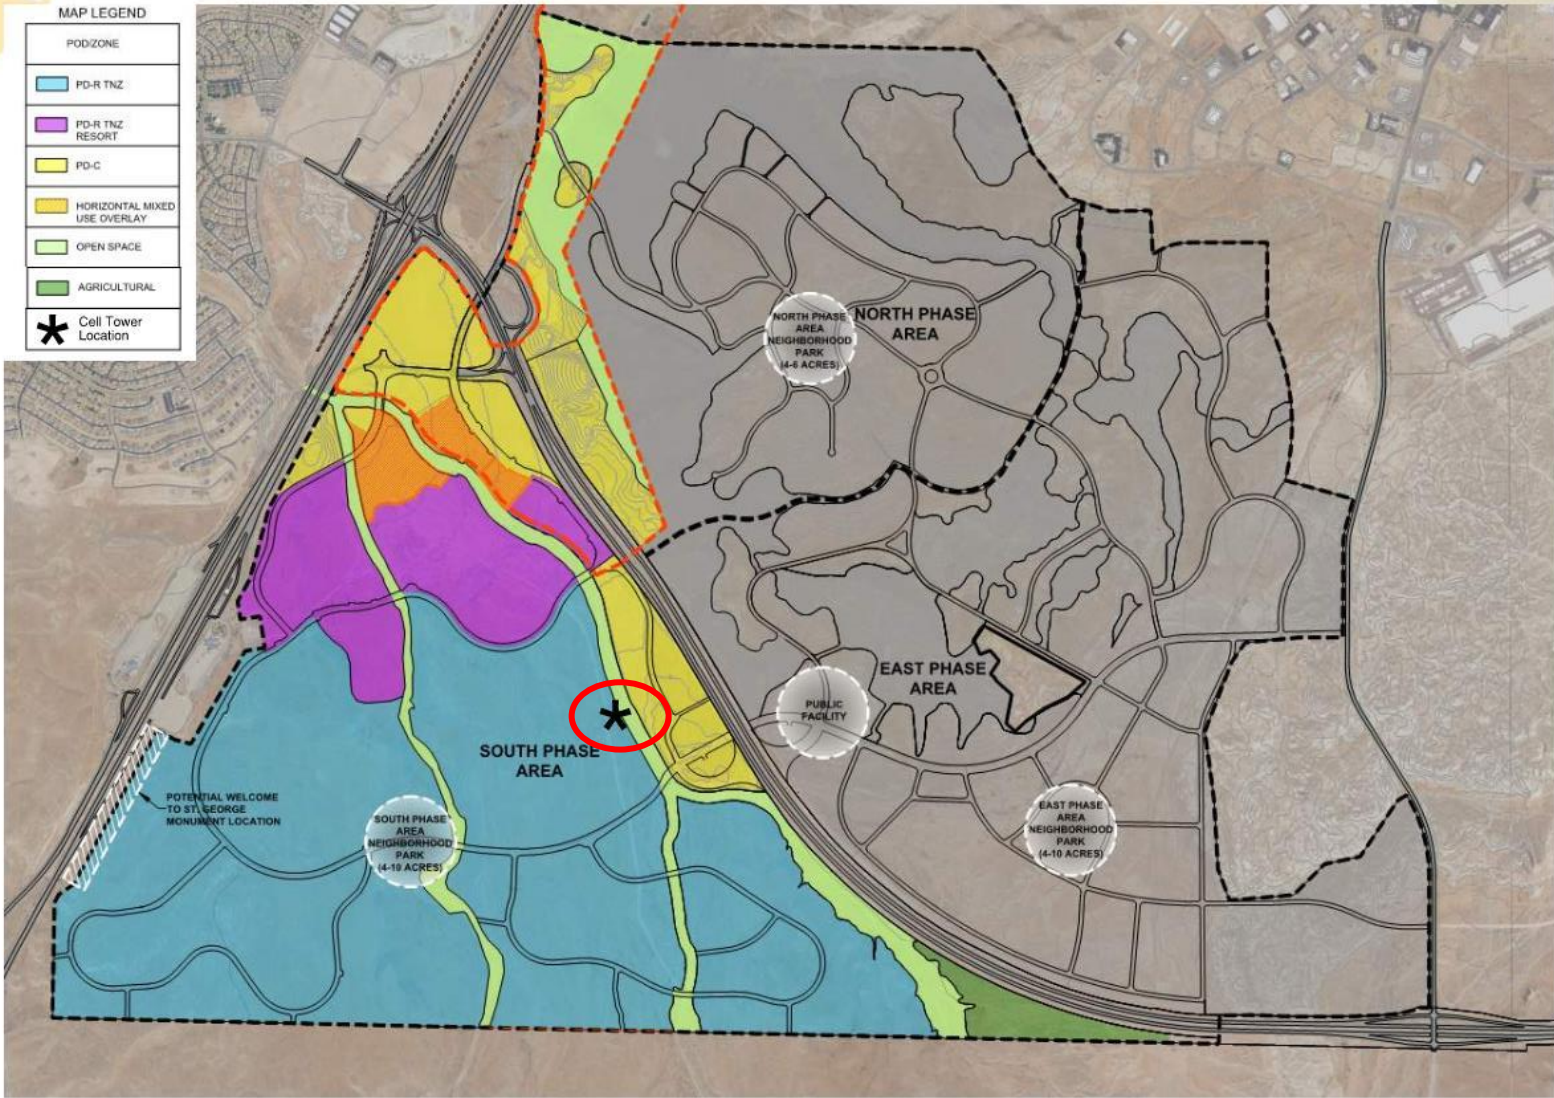 MAP LEGEND
POD/ZONE
PD-R TNZ
PD-R TNZ
RESORT
PD-C
HORIZONTAL MIXED
USE OVERLAY
OPEN SPACE
AGRICULTURAL
Cell Tower
Location
NORTH PHASE
AREA
NEIGHBORHOOD
PARK
(4-6 ACRES)
NORTH PHASE
AREA
EAST PHASE
AREA
PUBLIC
FACILITY
SOUTH PHASE
AREA
POTENTIAL WELCOME
TO ST. GEORGE
MONUMENT LOCATION
SOUTH PHASE
AREA
NEIGHBORHOOD
PARK
(4-10 ACRES)
EAST PHASE
AREA
NEIGHBORHOOD
PARK
(4-10 ACRES)